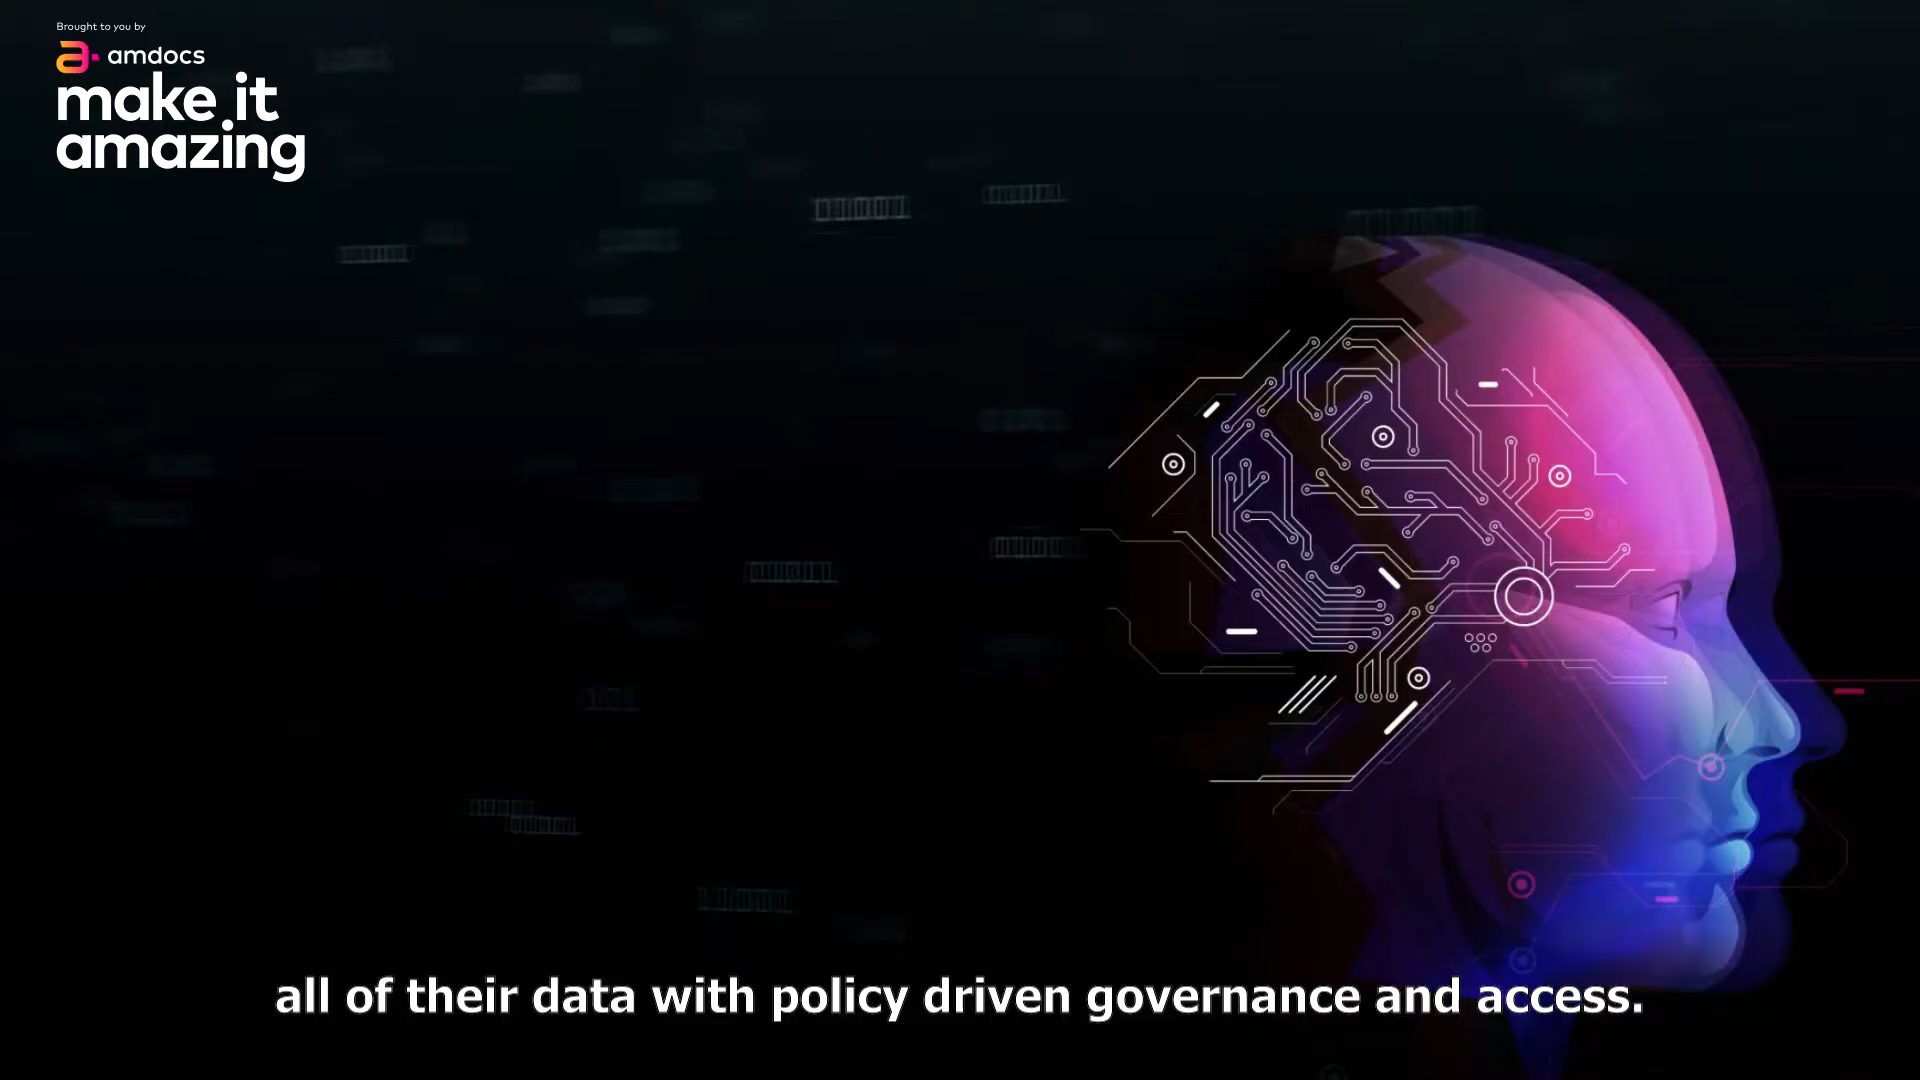 Brought to you by
amdocs
make it
amazing
all of their data with policy driven governance and access.